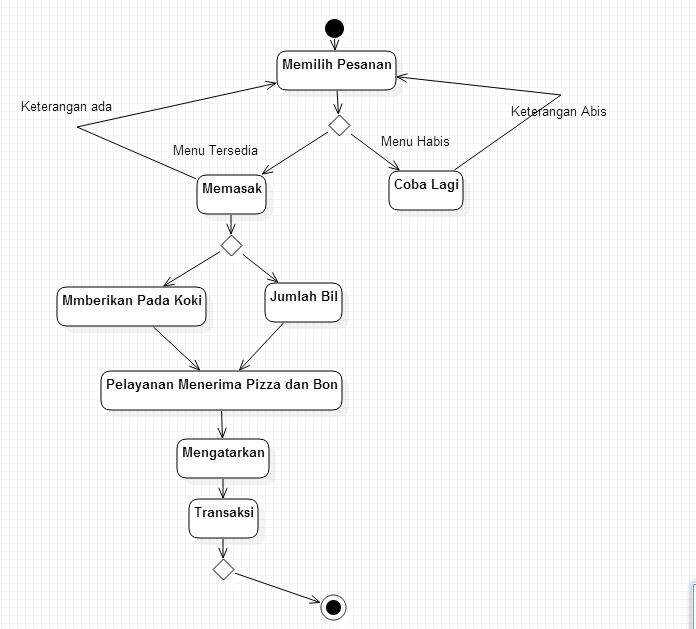 Memilih Pesanan
Keterangan ada
Keterangan Abis
Menu Habis
Menu Tersedia
Memasak
Coba Lagi
Mmberikan Pada Koki
Jumlah Bil
Pelayanan Menerima Pizza dan Bon
Mengatarkan
Transaksi